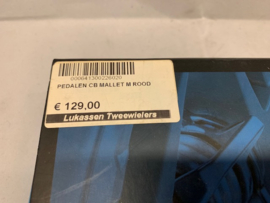 PEDALEN CB MALLET M ROOD
€ 129,00
Lukassen Tweewielers